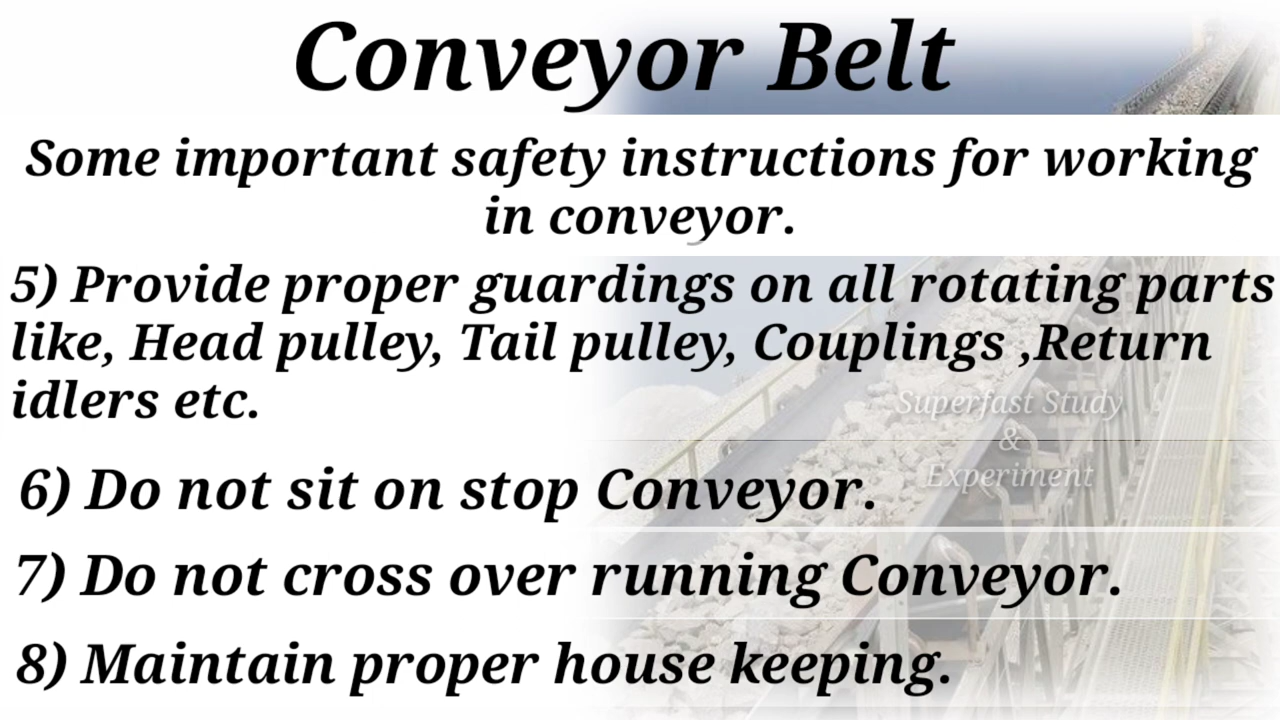 Conveyor Belt
Some important safety instructions for working
in conveyor.
5) Provide proper guardings on all rotating parts
like, Head pulley, Tail pulley, Couplings ,Return
idlers etc.
Superfast Study
&
Experiment
6) Do not sit on stop Conveyor.
7) Do not cross over running Conveyor.
8) Maintain proper house keeping.